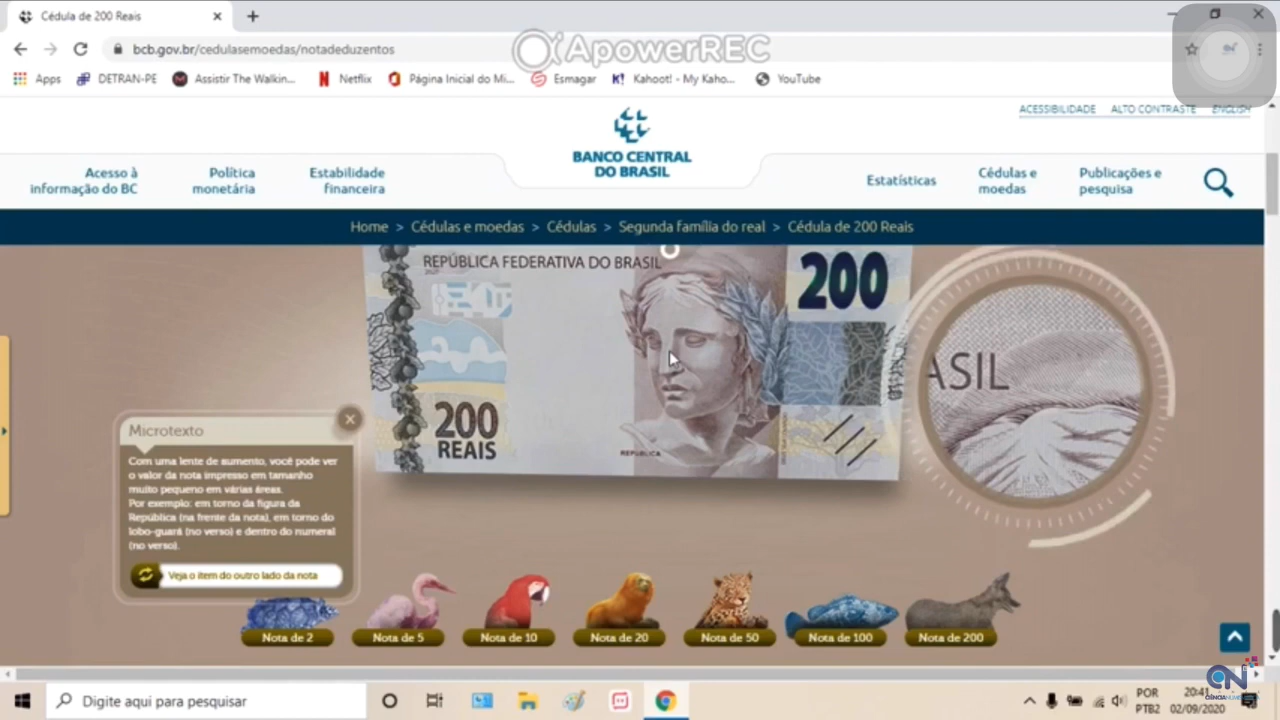 Cédula de 200 Reais
bcb.gov.br/cedulasemoedas/notadeduzentos
ApowerREC
Apps DETRAN-PE Assistir The Walkin... Netflix Página Inicial do Mi... Esmagar Kahoot! - My Kaho... YouTube
ACESSIBILIDADE ALTO CONTRASTE ENGLISH
BANCO CENTRAL
DO BRASIL
Acesso à
informação do BC
Política
monetária
Estabilidade
financeira
Estatísticas
Cédulas e
moedas
Publicações e
pesquisa
Home > Cédulas e moedas > Cédulas > Segunda família do real > Cédula de 200 Reais
REPÚBLICA FEDERATIVA DO BRASIL
200
200
REAIS
REPUBLICA
ASIL
Microtexto
Com uma lente de aumento, você pode ver
o valor da nota impresso em tamanho
muito pequeno em várias áreas.
Por exemplo: em torno da figura da
República (na frente da nota), em torno do
lobo-guará (no verso) e dentro do numeral
(no verso).
Veja o item do outro lado da nota
Nota de 2 Nota de 5 Nota de 10 Nota de 20 Nota de 50 Nota de 100 Nota de 200
Digite aqui para pesquisar
POR
PTB2
20:41
02/09/2020